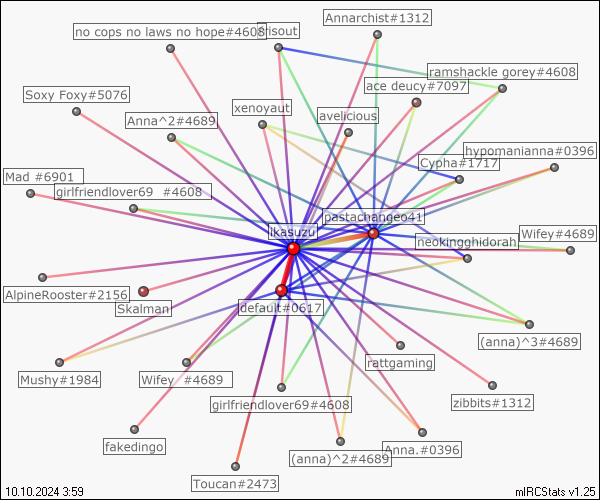 Annarchist#1312
no cops no laws no hope#4608
risout
ramshackle gorey#4608
ace deucy#7097
Soxy Foxy#5076
xenoyaut
avelicious
Anna^2#4689
hypomanianna#0396
Cypha#1717
Mad #6901
girlfriendlover69 #4608
pastachangeo41
ikasuzu
Wifey#4689
neokingghidorah
AlpineRooster#2156
Skalman
default#0617
(anna)^3#4689
rattgaming
Mushy#1984
Wifey #4689
girlfriendlover69#4608
zibbits#1312
fakedingo
Anna.#0396
(anna)^2#4689
Toucan#2473
10.10.2024 3:59
mIRCStats v1.25